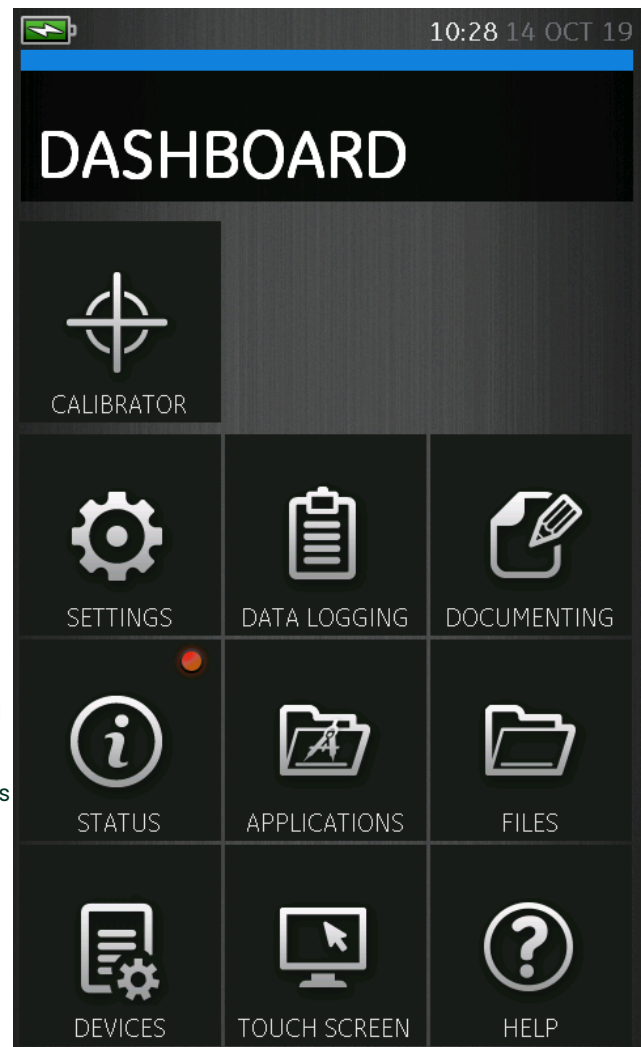 10:28 14 OCT 19
DASHBOARD
CALIBRATOR
SETTINGS DATA LOGGING DOCUMENTING
s
STATUS APPLICATIONS FILES
DEVICES TOUCH SCREEN HELP